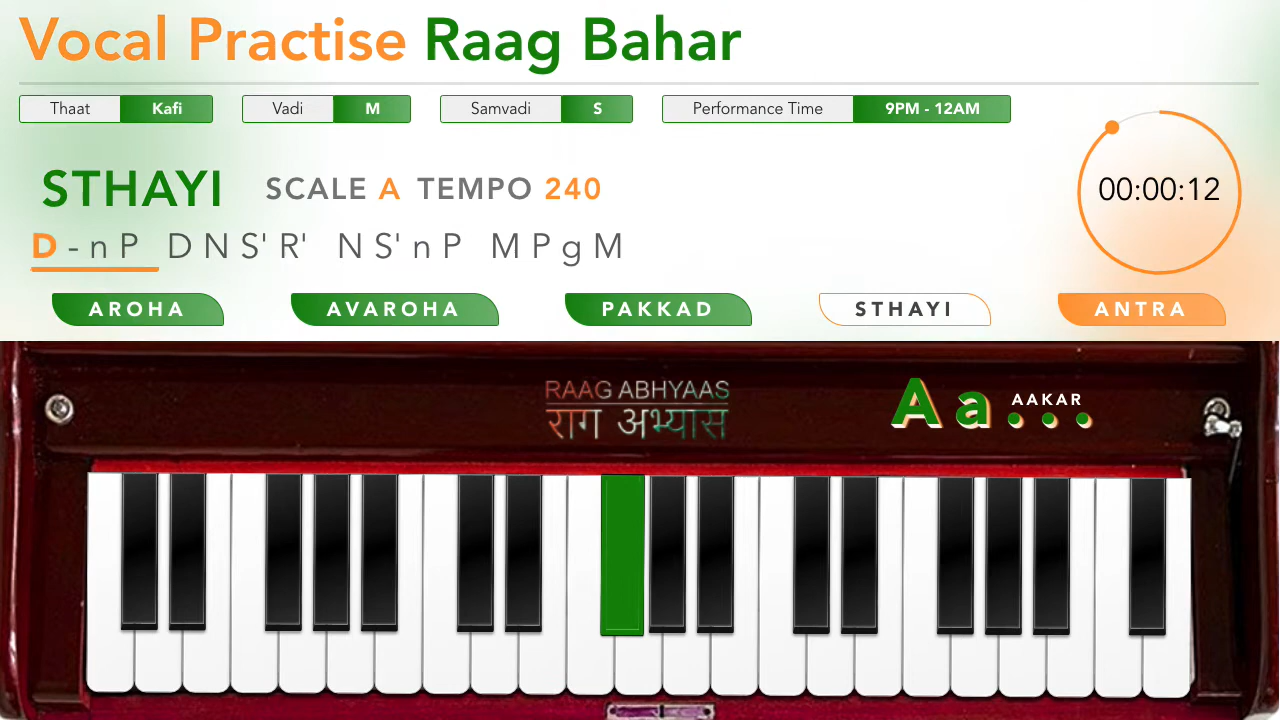 Vocal Practise Raag Bahar
Thaat Kafi Vadi M Samvadi S Performance Time 9PM - 12AM
STHAYI SCALE A TEMPO 240
00:00:12
D - n P D N S' R' N S' n P M P g M
AROHA AVAROHA PAKKAD STHAYI ANTRA
RAAG ABHYAAS
राग अभ्यास
Aa... AAKAR